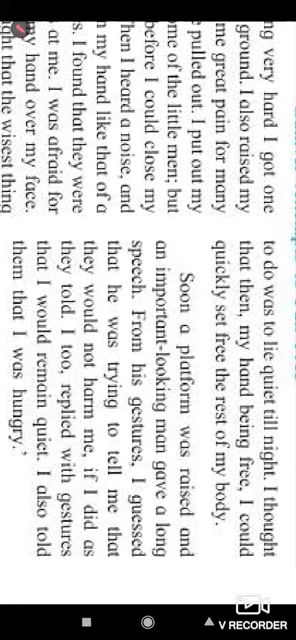 very hard I got one
ground. I also raised my
me great pain for many
pulled out. I put out my
of the little men; but
before I could close my
I heard a noise, and
my hand like that of a
I found that they were
at me. I was afraid for
my hand over my face.
that the wisest thing
to do was to lie quiet till night. I thought
that then, my hand being free, I could
quickly set free the rest of my body.
Soon a platform was raised and
an important-looking man gave a long
speech. From his gestures, I guessed
that he was trying to tell me that
they would not harm me, if I did as
they told. I too, replied with gestures
that I would remain quiet. I also told
them that I was hungry.’
V RECORDER